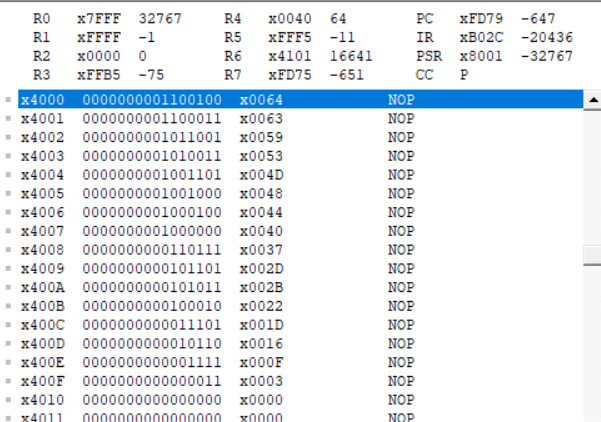 R0 x7FFF 32767 R4 x0040 64 PC xFD79 -647
R1 xFFFF -1 R5 xFFF5 -11 IR xB02C -20436
R2 x0000 0 R6 x4101 16641 PSR x8001 -32767
R3 xFFB5 -75 R7 xFD75 -651 CC P
x4000 0000000001100100 x0064 NOP
x4001 0000000001100011 x0063 NOP
x4002 0000000001011001 x0059 NOP
x4003 0000000001010011 x0053 NOP
x4004 0000000001001101 x004D NOP
x4005 0000000001001000 x0048 NOP
x4006 0000000001000100 x0044 NOP
x4007 0000000001000000 x0040 NOP
x4008 0000000000110111 x0037 NOP
x4009 0000000000101101 x002D NOP
x400A 0000000000101011 x002B NOP
x400B 0000000000100010 x0022 NOP
x400C 0000000000011101 x001D NOP
x400D 0000000000010110 x0016 NOP
x400E 0000000000001111 x000F NOP
x400F 0000000000000011 x0003 NOP
x4010 0000000000000000 x0000 NOP
x4011 0000000000000000 x0000 NOP